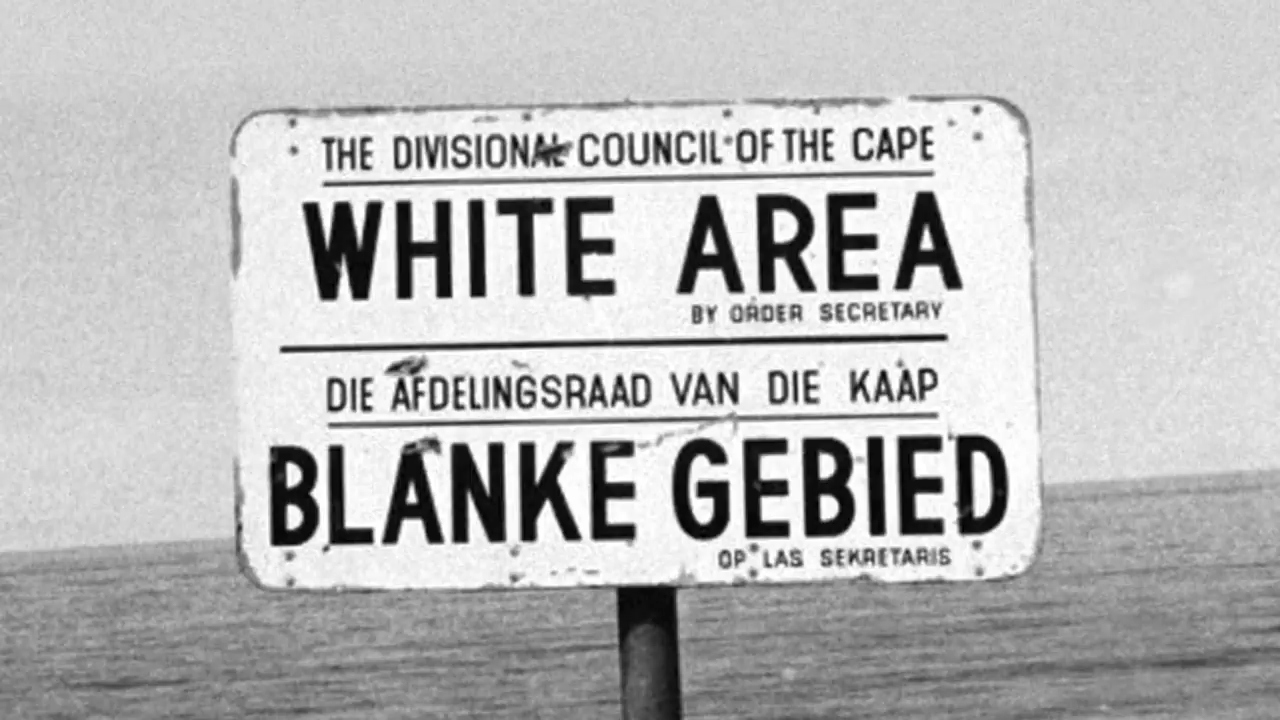 THE DIVISIONAL COUNCIL OF THE CAPE
WHITE AREA
BY ORDER SECRETARY
DIE AFDELINGSRAAD VAN DIE KAAP
BLANKE GEBIED
OP LAS SEKRETARIS